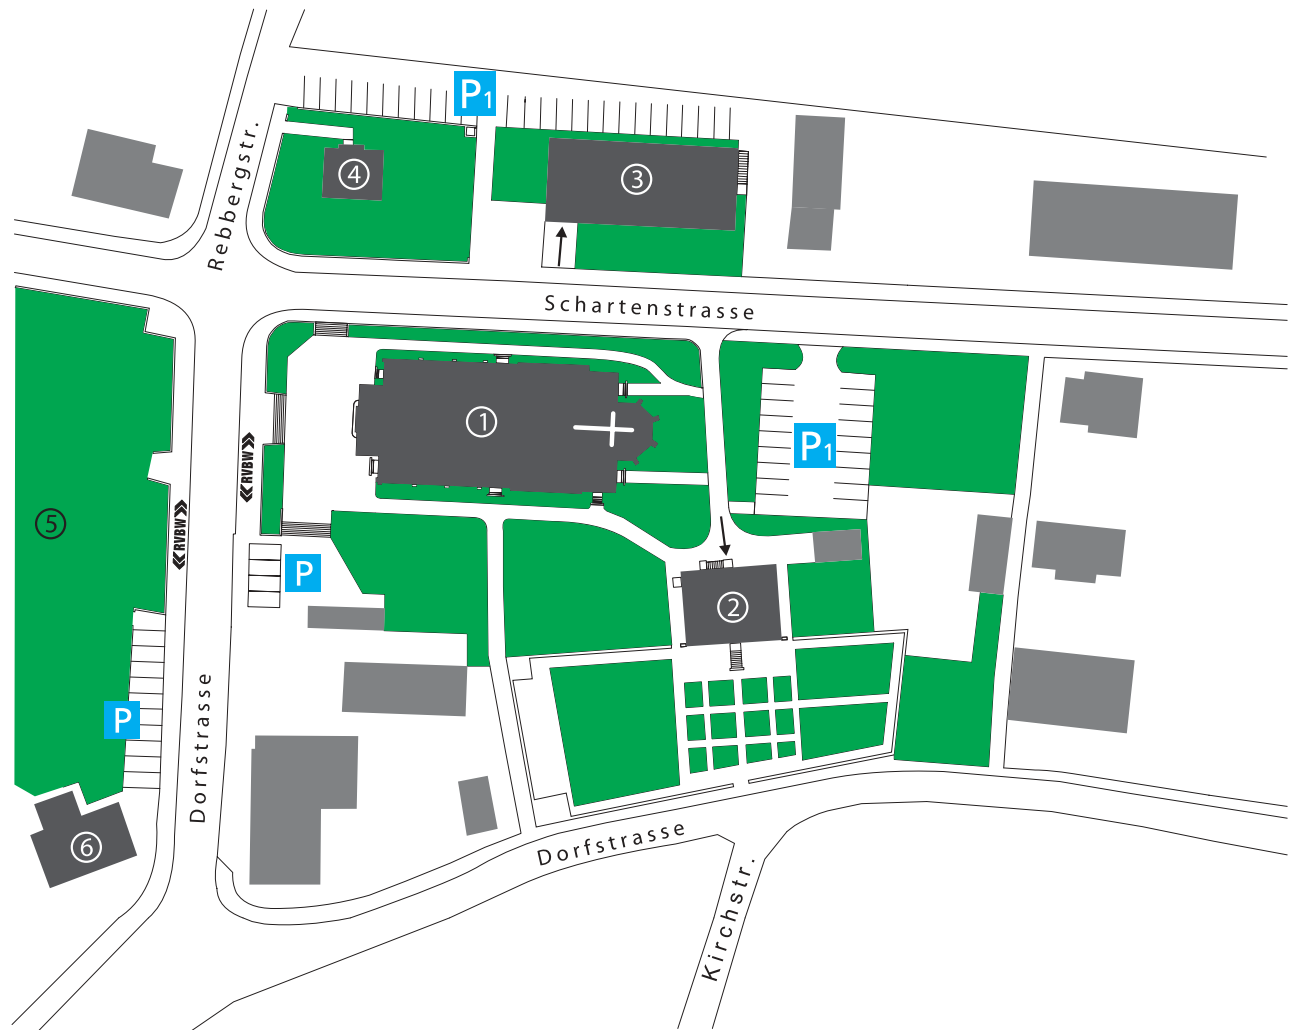 P1
Rebbergstr.
4
3
Schartenstrasse
1
P1
RVBW
RVBW
5
P
2
P
Dorfstrasse
6
Dorfstrasse
Kirchstr.